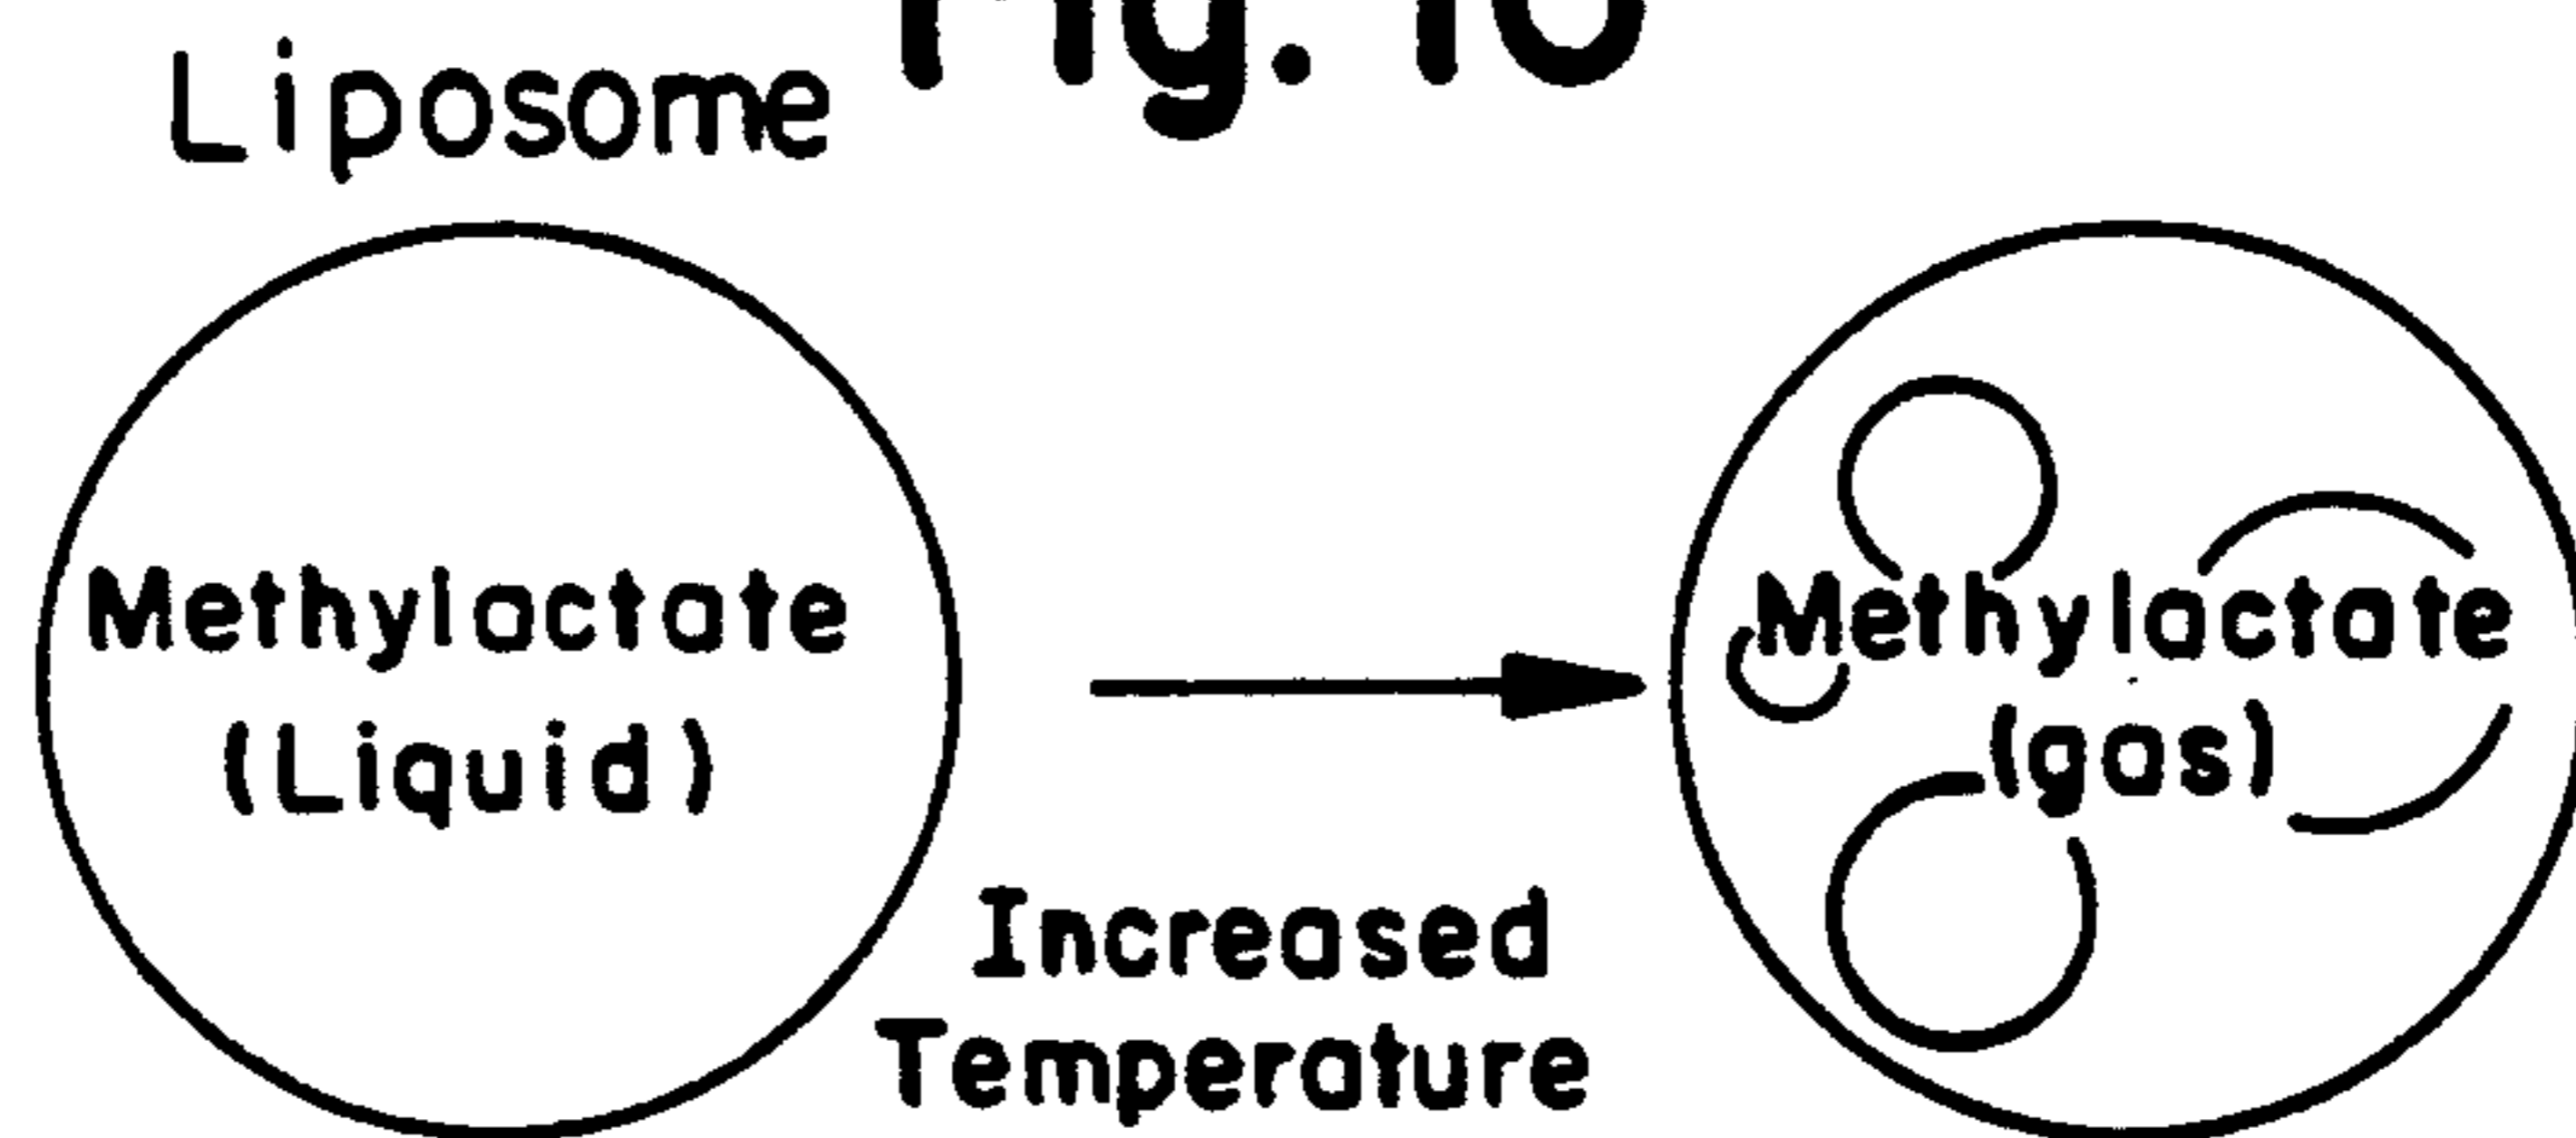 Fig. 10
Liposome
Methylactate
(Liquid)
Increased
Temperature
Methylactate
(gas)